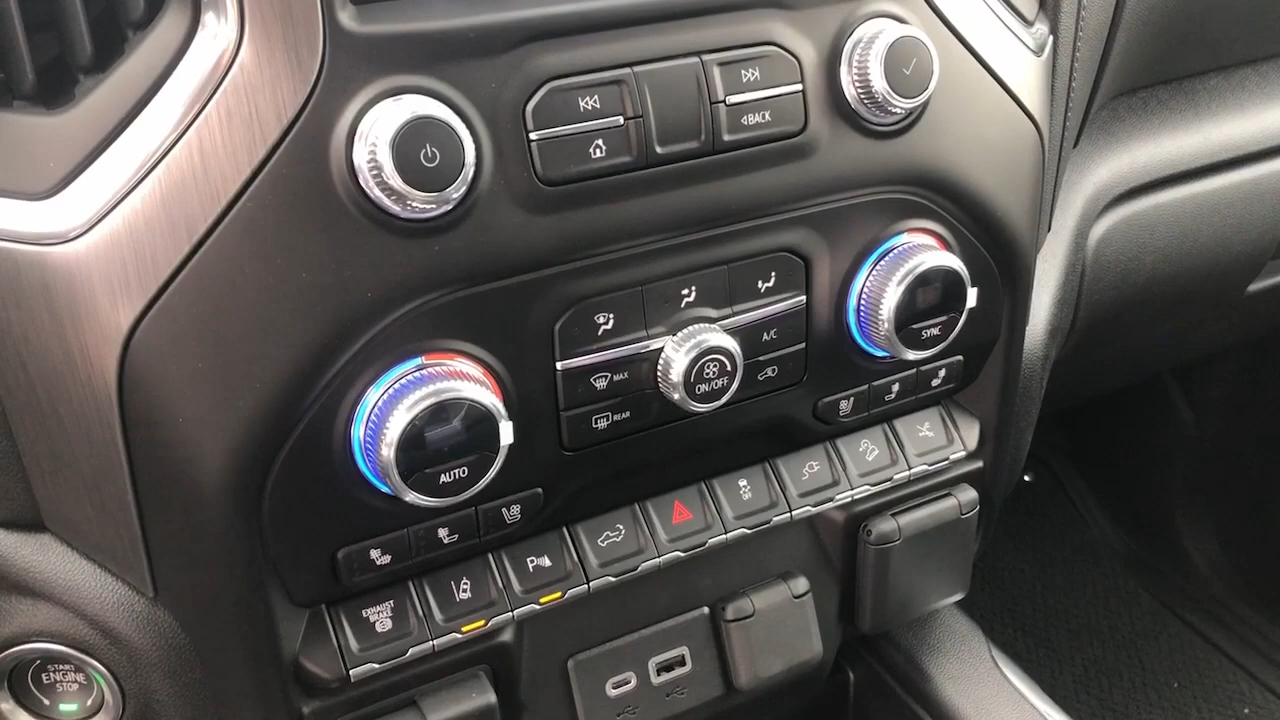 BACK
A/C
SYNC
MAX
ON/OFF
REAR
AUTO
OFF
P
EXHAUST
BRAKE
START
ENGINE
STOP